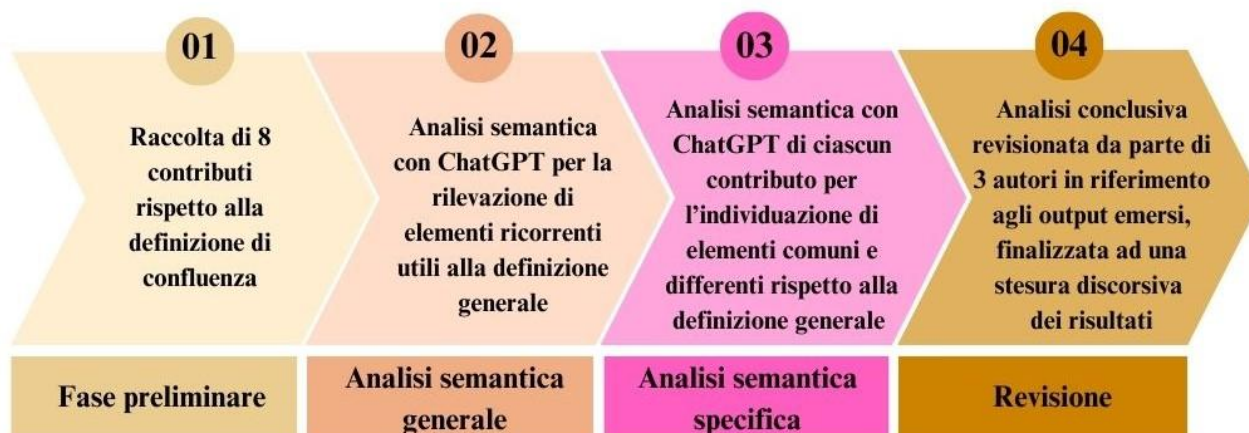 01
Raccolta di 8
contributi
rispetto alla
definizione di
confluenza
Fase preliminare
02
Analisi semantica
con ChatGPT per la
rilevazione di
elementi ricorrenti
utili alla definizione
generale
Analisi semantica
generale
03
Analisi semantica con
ChatGPT di ciascun
contributo per
l'individuazione di
elementi comuni e
differenti rispetto alla
definizione generale
Analisi semantica
specifica
04
Analisi conclusiva
revisionata da parte di
3 autori in riferimento
agli output emersi,
finalizzata ad una
stesura discorsiva
dei risultati
Revisione